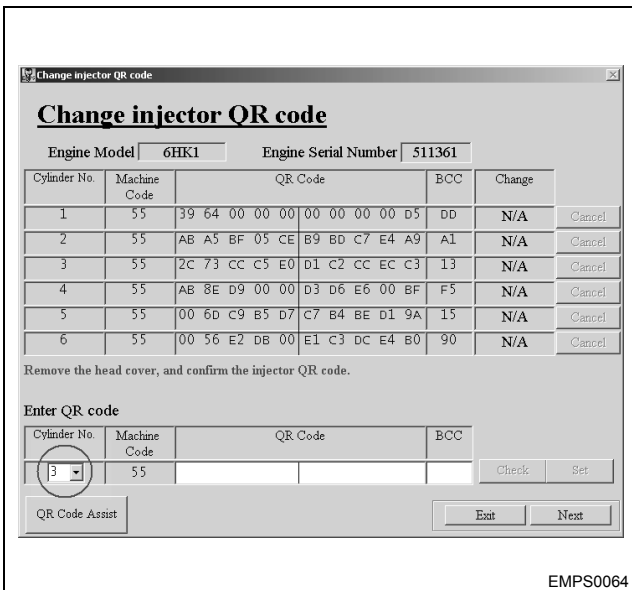 Change injector QR code
Change injector QR code
Engine Model 6HK1 Engine Serial Number 511361
Cylinder No. Machine Code QR Code BCC Change
1 55 39 64 00 00 00 00 00 00 00 D5 DD N/A Cancel
2 55 AB A5 BF 05 CE B9 BD C7 E4 A9 A1 N/A Cancel
3 55 2C 73 CC C5 E0 D1 C2 CC EC C3 13 N/A Cancel
4 55 AB 8E D9 00 00 D3 D6 E6 00 BF F5 N/A Cancel
5 55 00 6D C9 B5 D7 C7 B4 BE D1 9A 15 N/A Cancel
6 55 00 56 E2 DB 00 E1 C3 DC E4 B0 90 N/A Cancel
Remove the head cover, and confirm the injector QR code.
Enter QR code
Cylinder No. Machine Code QR Code BCC
3 55 Check Set
QR Code Assist Exit Next
EMPS0064